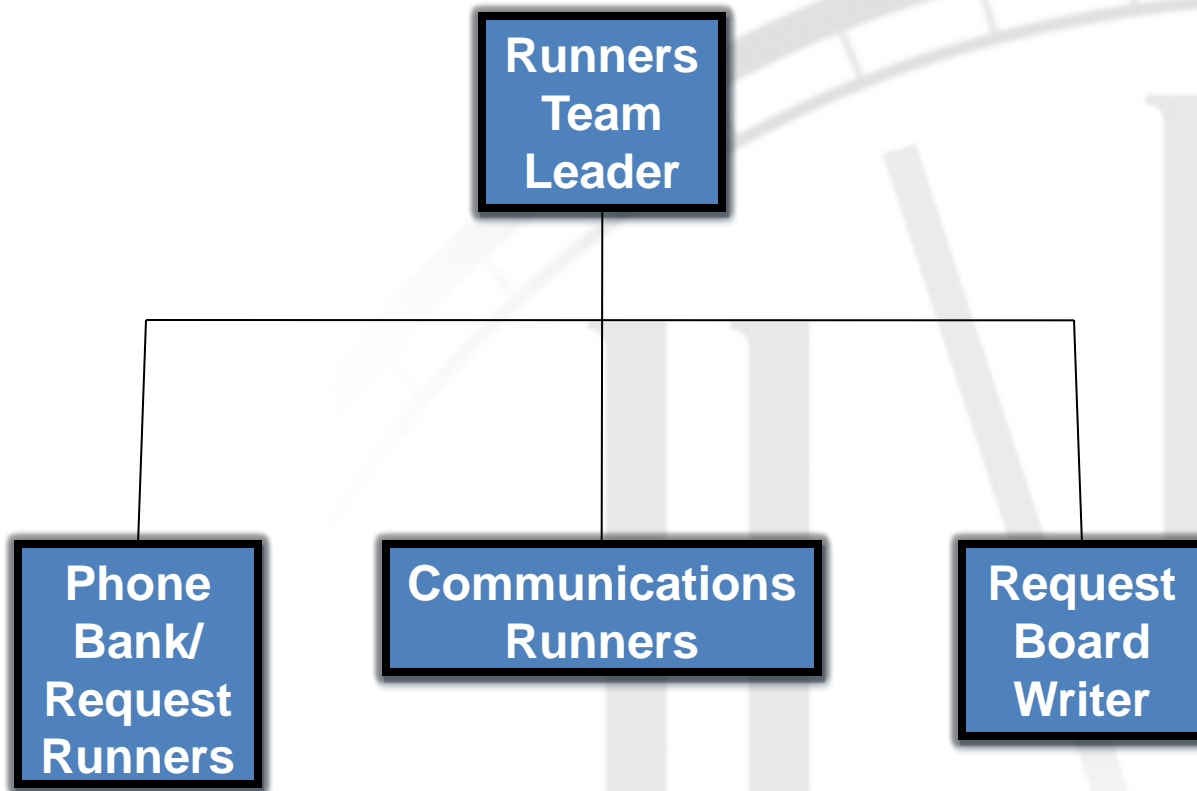 Runners
Team
Leader
Phone
Bank/
Request
Runners
Communications
Runners
Request
Board
Writer